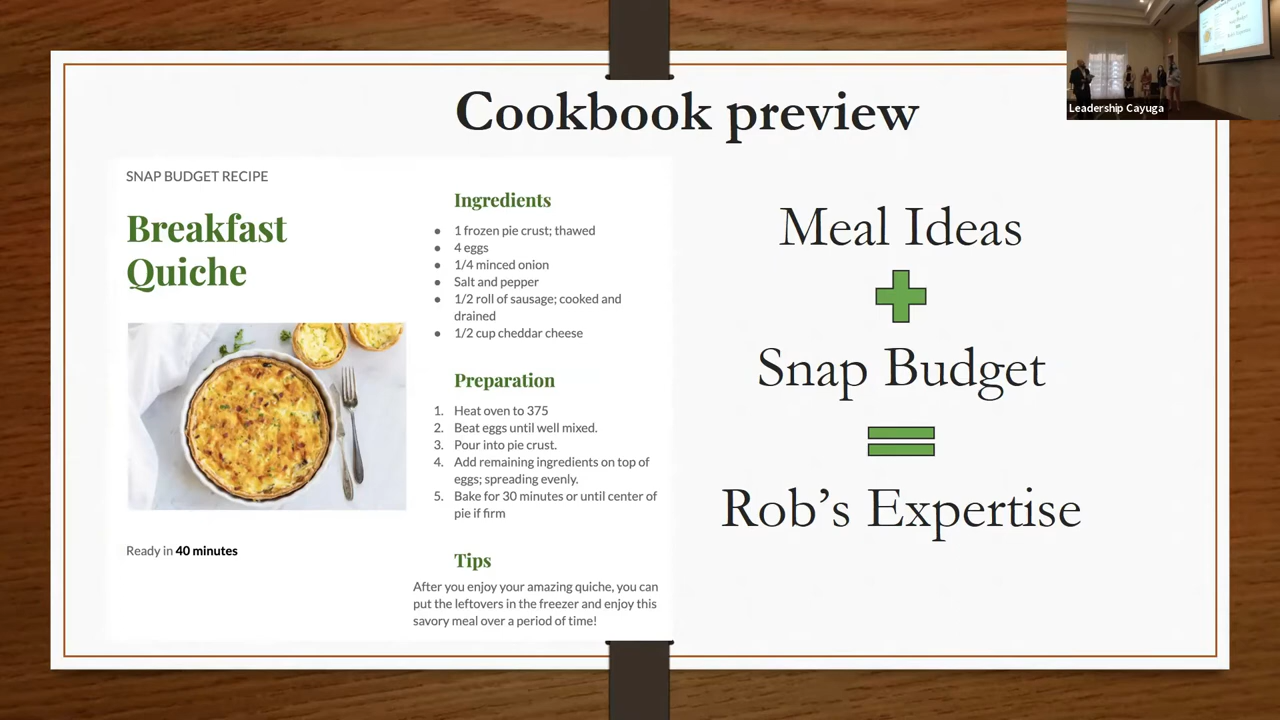 Cookbook preview
Leadership Cayuga
SNAP BUDGET RECIPE
Breakfast
Quiche
Ready in 40 minutes
Ingredients
● 1 frozen pie crust; thawed
● 4 eggs
● 1/4 minced onion
● Salt and pepper
● 1/2 roll of sausage; cooked and
drained
● 1/2 cup cheddar cheese
Preparation
1. Heat oven to 375
2. Beat eggs until well mixed.
3. Pour into pie crust.
4. Add remaining ingredients on top of
eggs; spreading evenly.
5. Bake for 30 minutes or until center of
pie if firm
Tips
After you enjoy your amazing quiche, you can
put the leftovers in the freezer and enjoy this
savory meal over a period of time!
Meal Ideas
Snap Budget
Rob’s Expertise